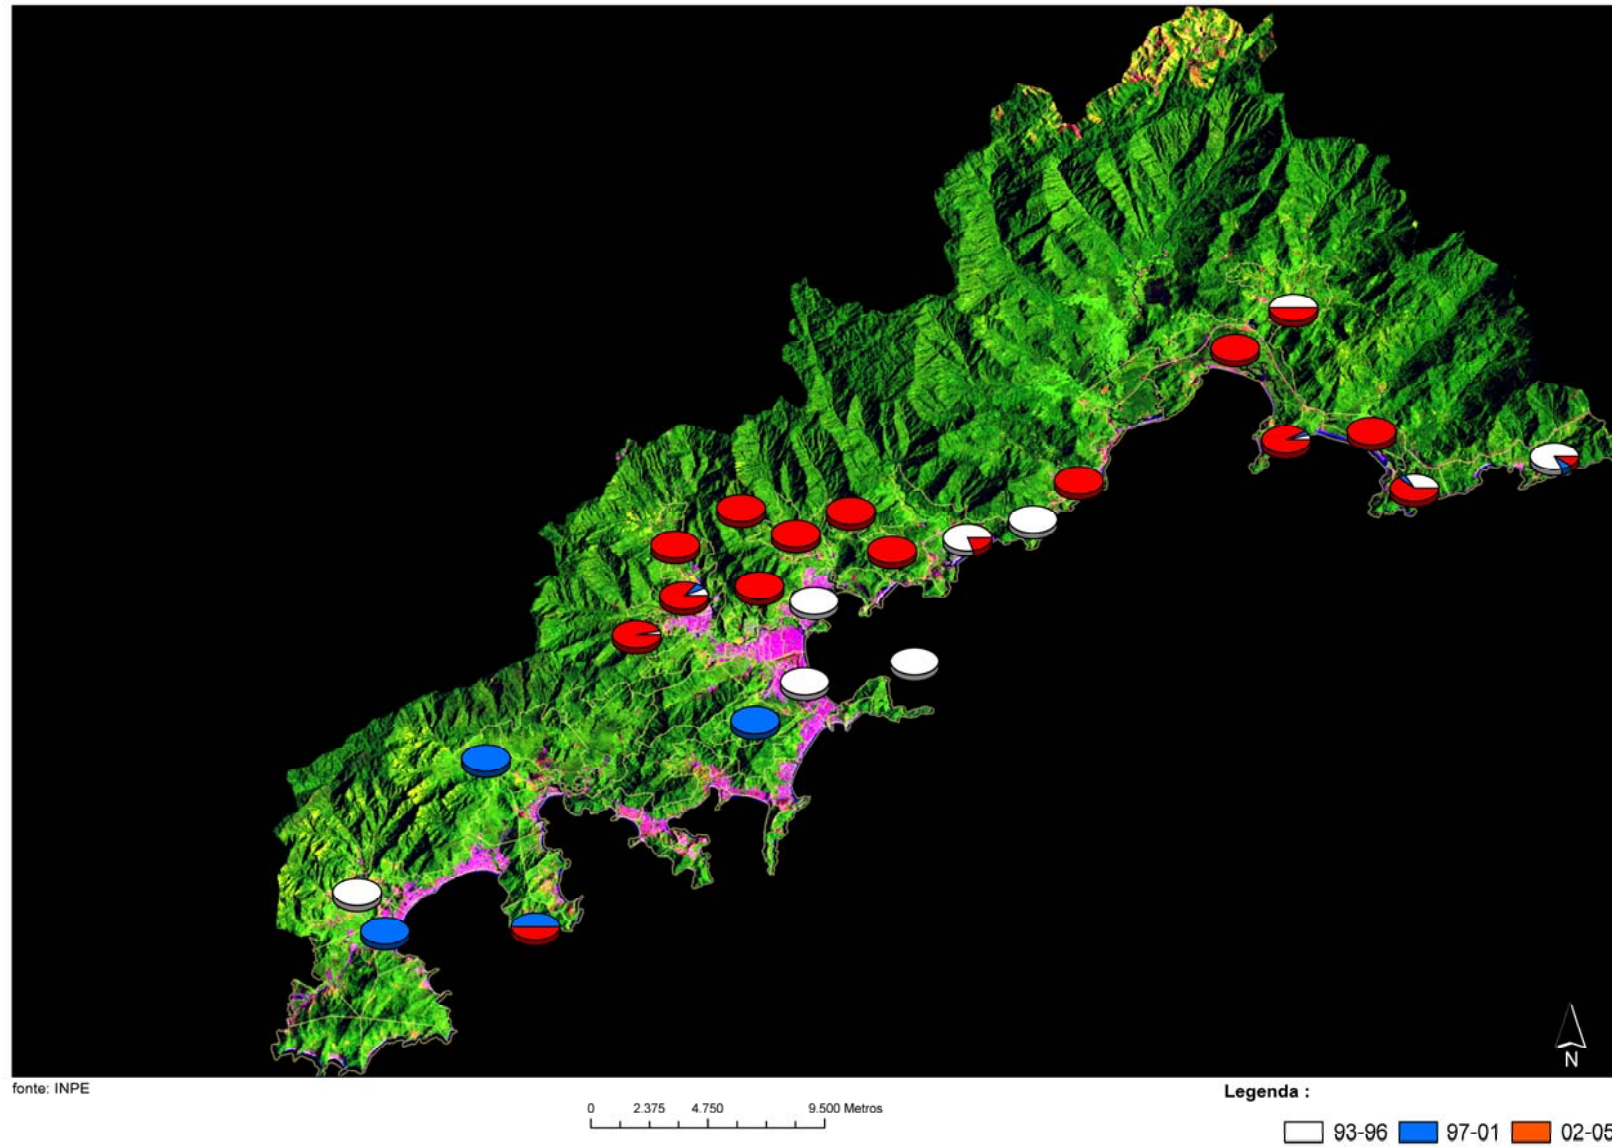 N
fonte: INPE
Legenda :
0 2.375 4.750 9.500 Metros
93-96 97-01 02-05